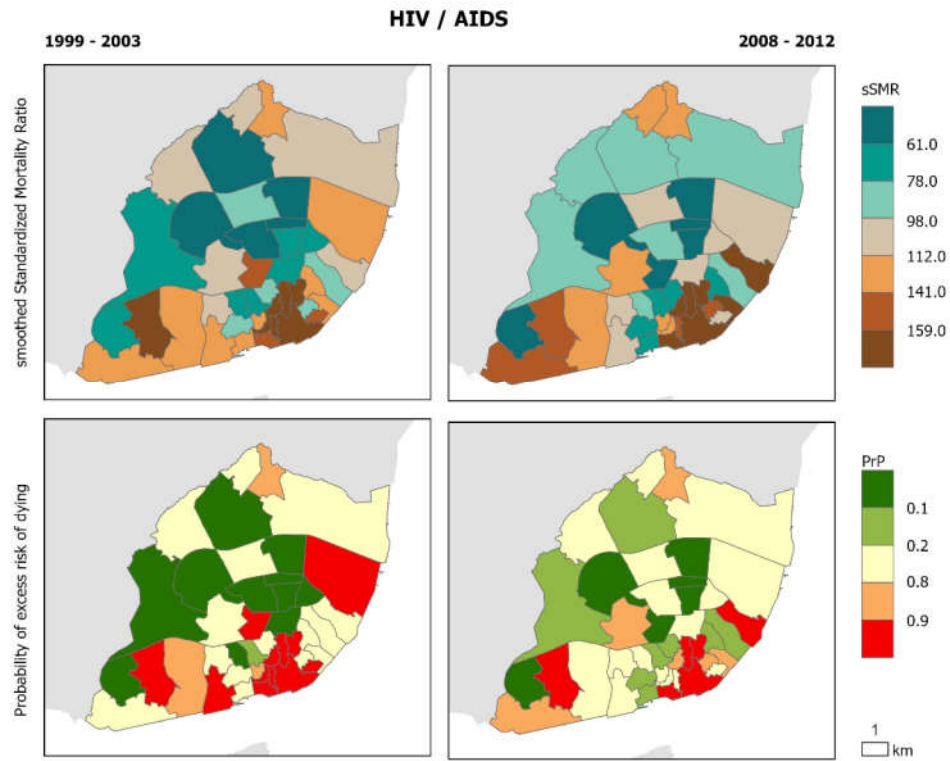 HIV / AIDS
1999 - 2003
2008 - 2012
smoothed Standardized Mortality Ratio
sSMR
61.0
78.0
98.0
112.0
141.0
159.0
Probability of excess risk of dying
PrP
0.1
0.2
0.8
0.9
1
km